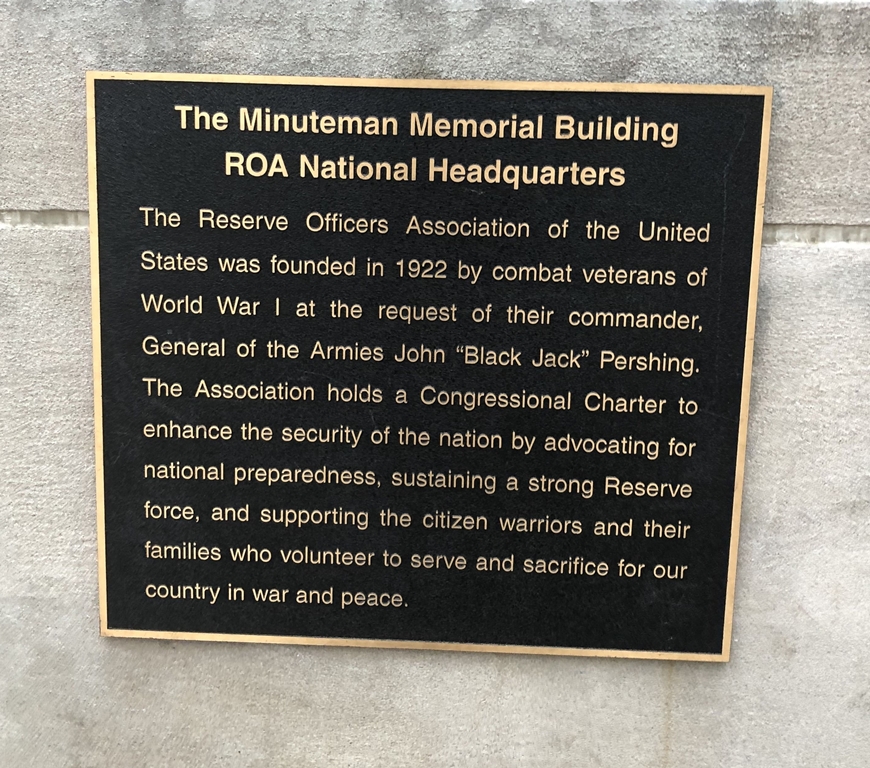 The Minuteman Memorial Building
ROA National Headquarters
The Reserve Officers Association of the United
States was founded in 1922 by combat veterans of
World War I at the request of their commander,
General of the Armies John “Black Jack” Pershing.
The Association holds a Congressional Charter to
enhance the security of the nation by advocating for
national preparedness, sustaining a strong Reserve
force, and supporting the citizen warriors and their
families who volunteer to serve and sacrifice for our
country in war and peace.